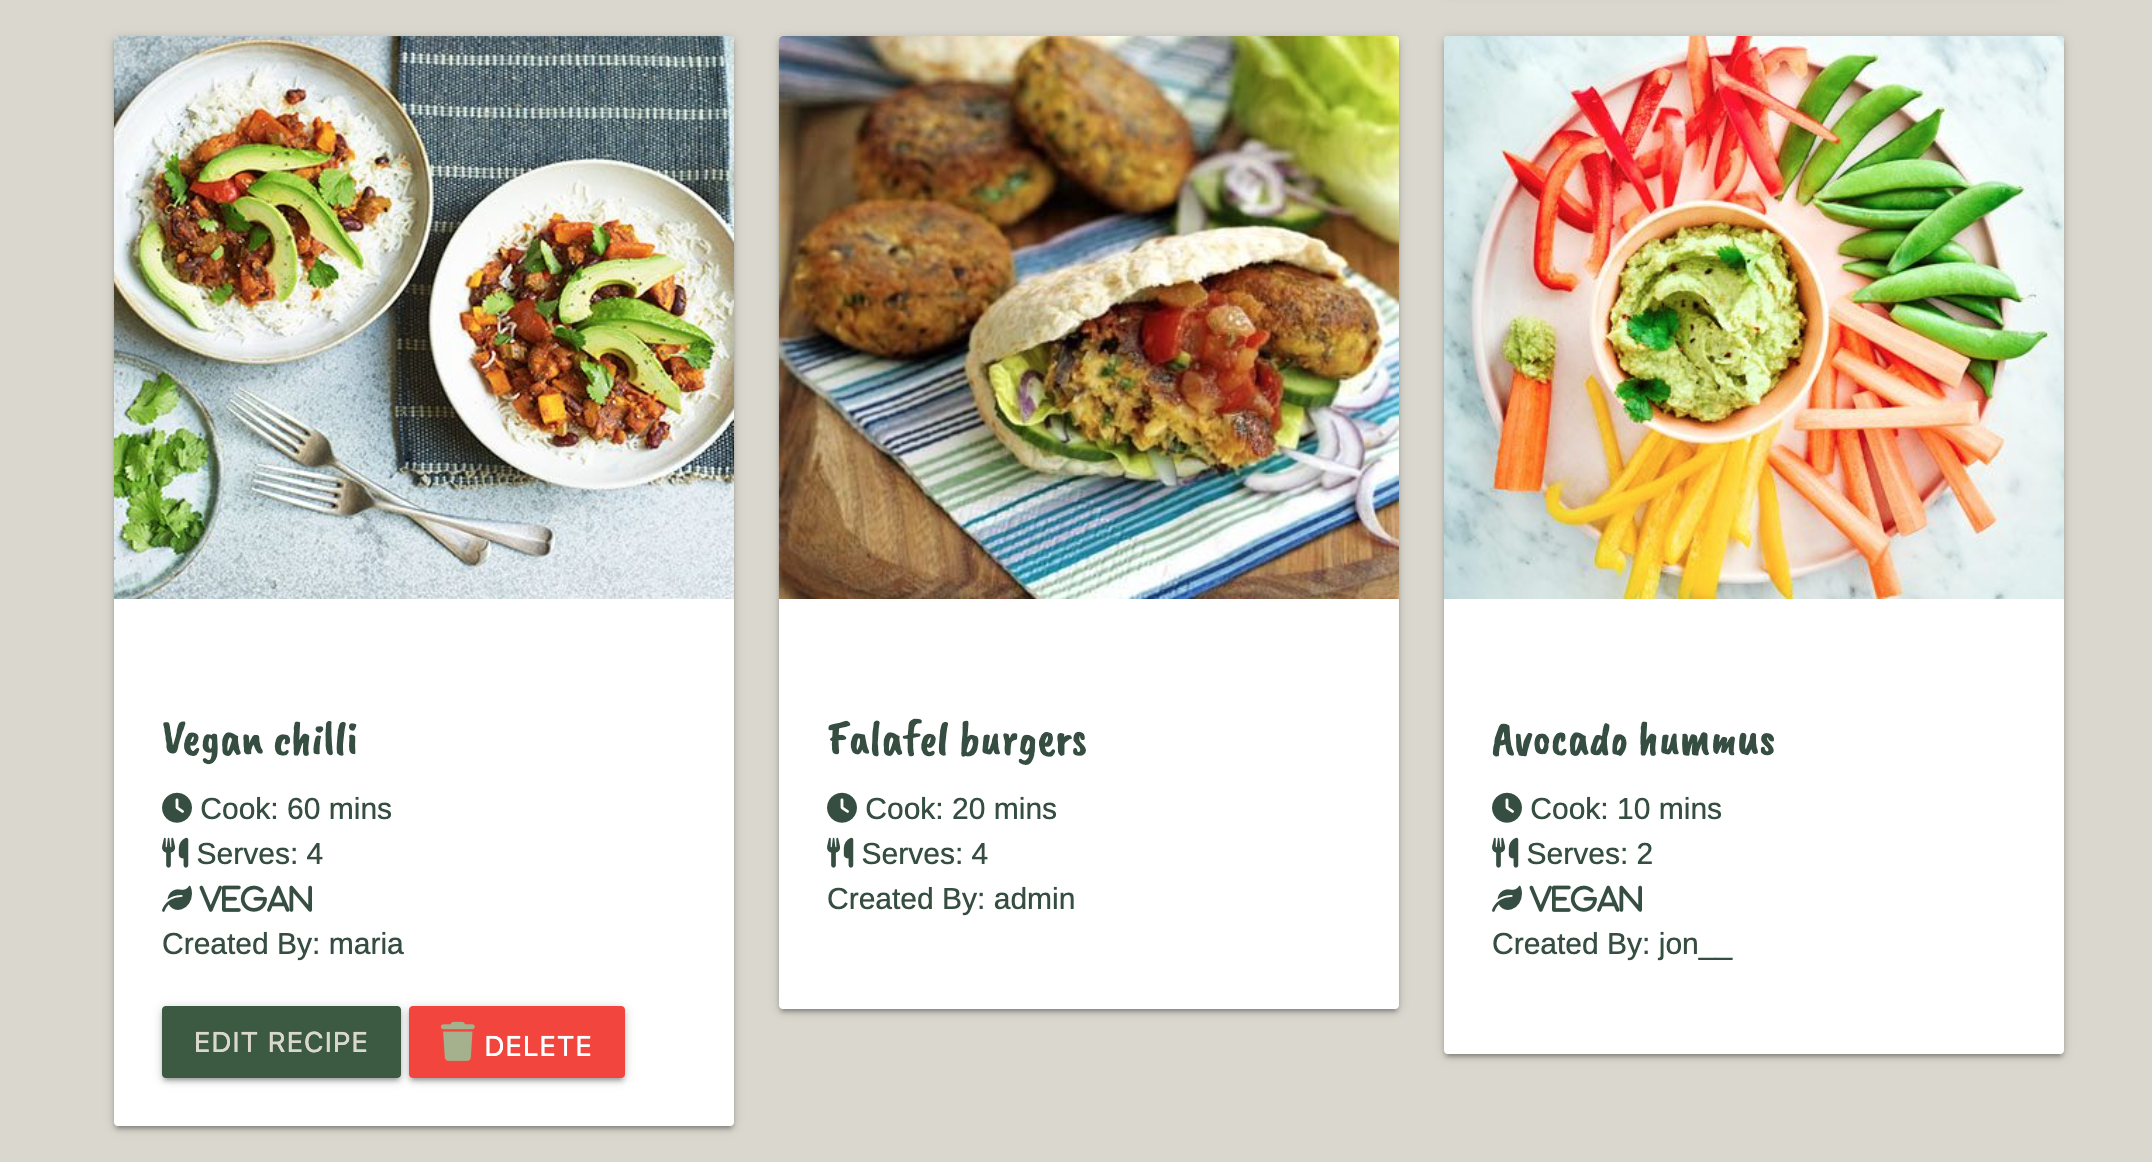 Vegan chilli
Cook: 60 mins
Serves: 4
VEGAN
Created By: maria
EDIT RECIPE
DELETE
Falafel burgers
Cook: 20 mins
Serves: 4
Created By: admin
Avocado hummus
Cook: 10 mins
Serves: 2
VEGAN
Created By: jon__